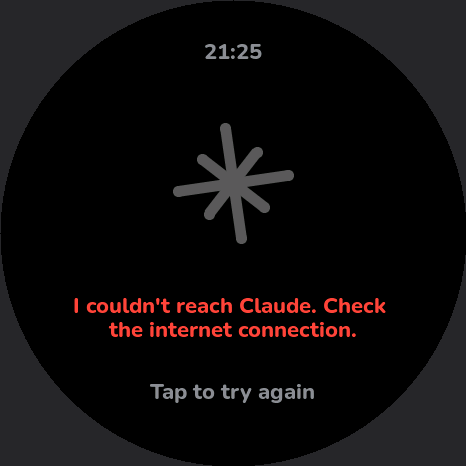 21:25
I couldn't reach Claude. Check
the internet connection.
Tap to try again